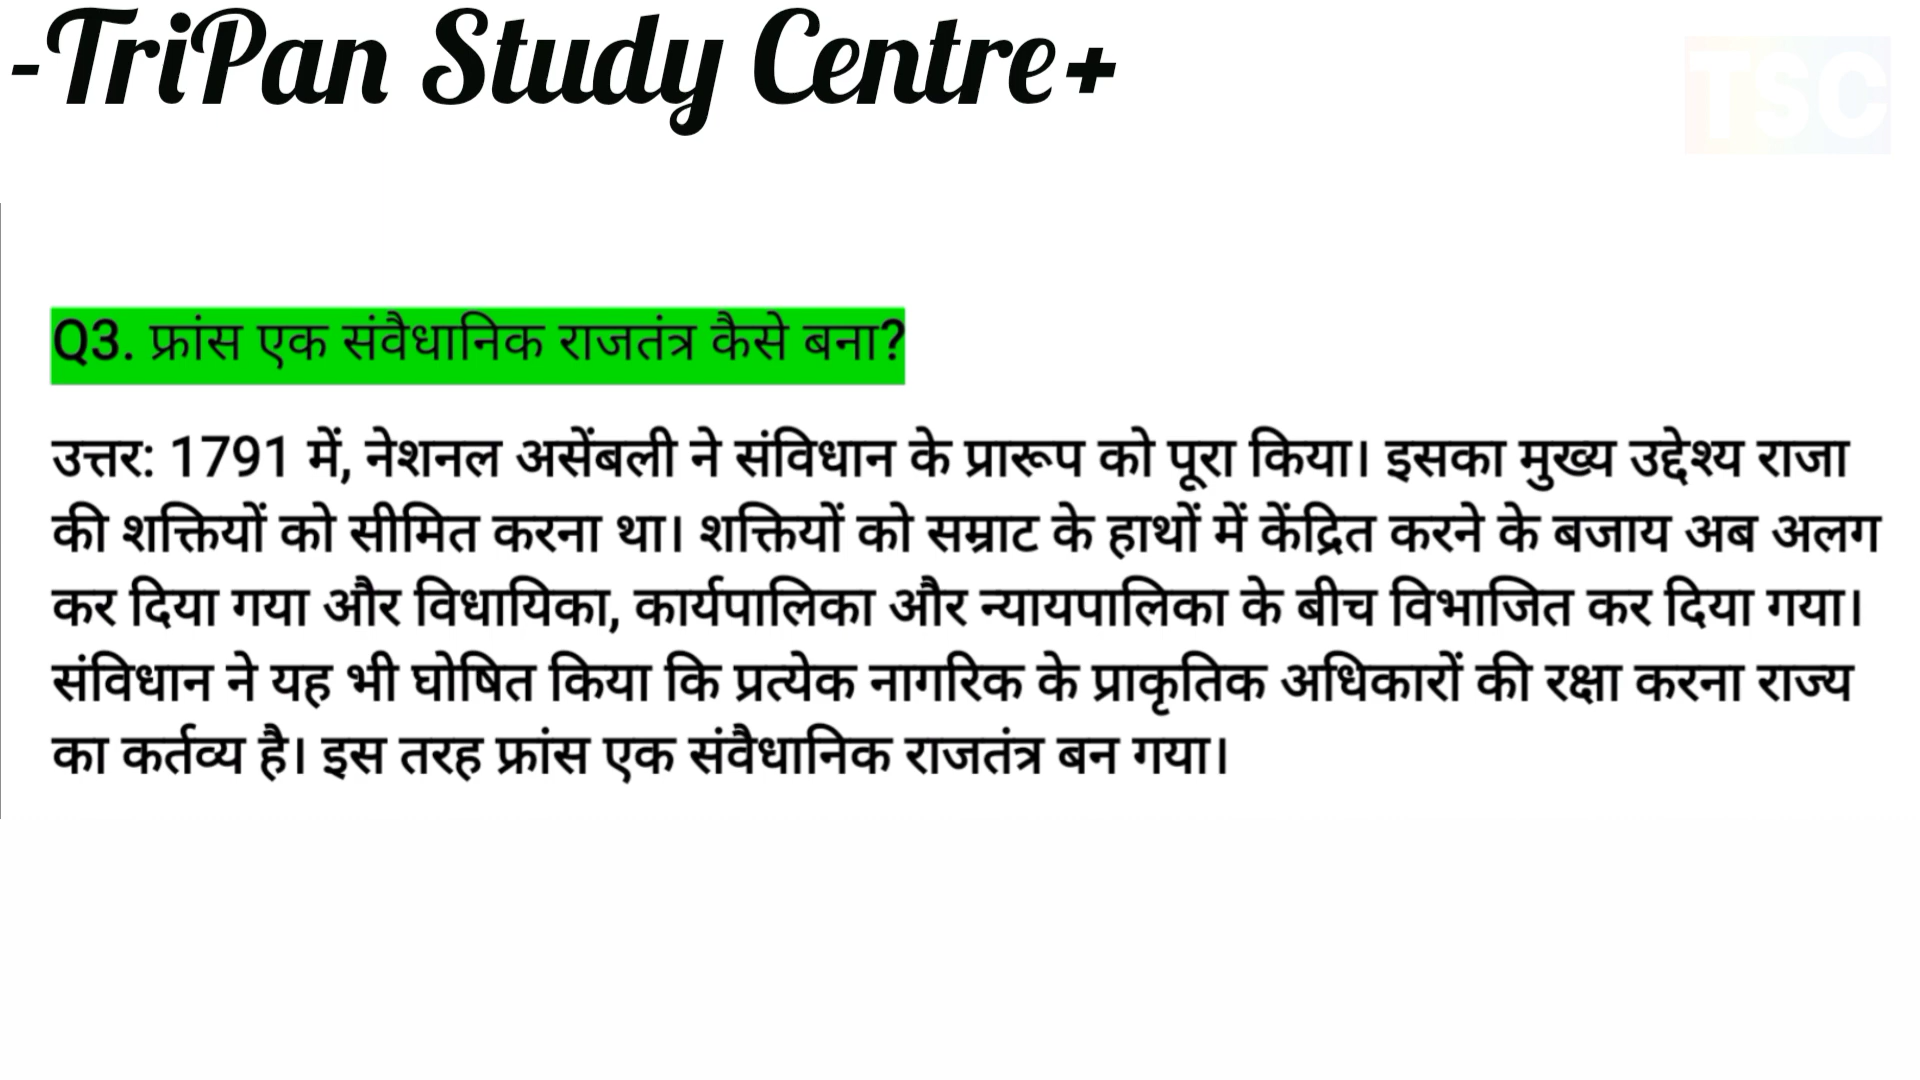 -TriPan Study Centre+
TSC
Q3. फ्रांस एक संवैधानिक राजतंत्र कैसे बना?
उत्तर: 1791 में, नेशनल असेंबली ने संविधान के प्रारूप को पूरा किया। इसका मुख्य उद्देश्य राजा
की शक्तियों को सीमित करना था। शक्तियों को सम्राट के हाथों में केंद्रित करने के बजाय अब अलग
कर दिया गया और विधायिका, कार्यपालिका और न्यायपालिका के बीच विभाजित कर दिया गया।
संविधान ने यह भी घोषित किया कि प्रत्येक नागरिक के प्राकृतिक अधिकारों की रक्षा करना राज्य
का कर्तव्य है। इस तरह फ्रांस एक संवैधानिक राजतंत्र बन गया।